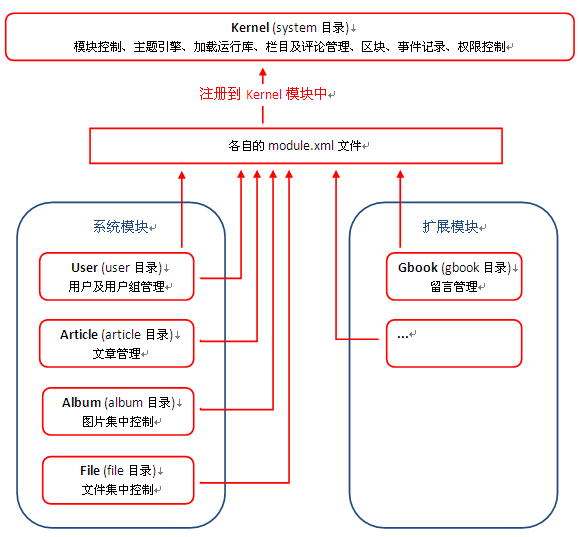 Kernel (system 目录)↓
模块控制、主题引擎、加载运行库、栏目及评论管理、区块、事件记录、权限控制↵
注册到 Kernel 模块中↵
各自的 module.xml 文件↵
系统模块↵
User (user 目录)↓
用户及用户组管理↵
Article (article 目录)↓
文章管理↵
Album (album 目录)↓
图片集中控制↵
File (file 目录)↓
文件集中控制↵
扩展模块↵
Gbook (gbook 目录)↓
留言管理↵
...↵